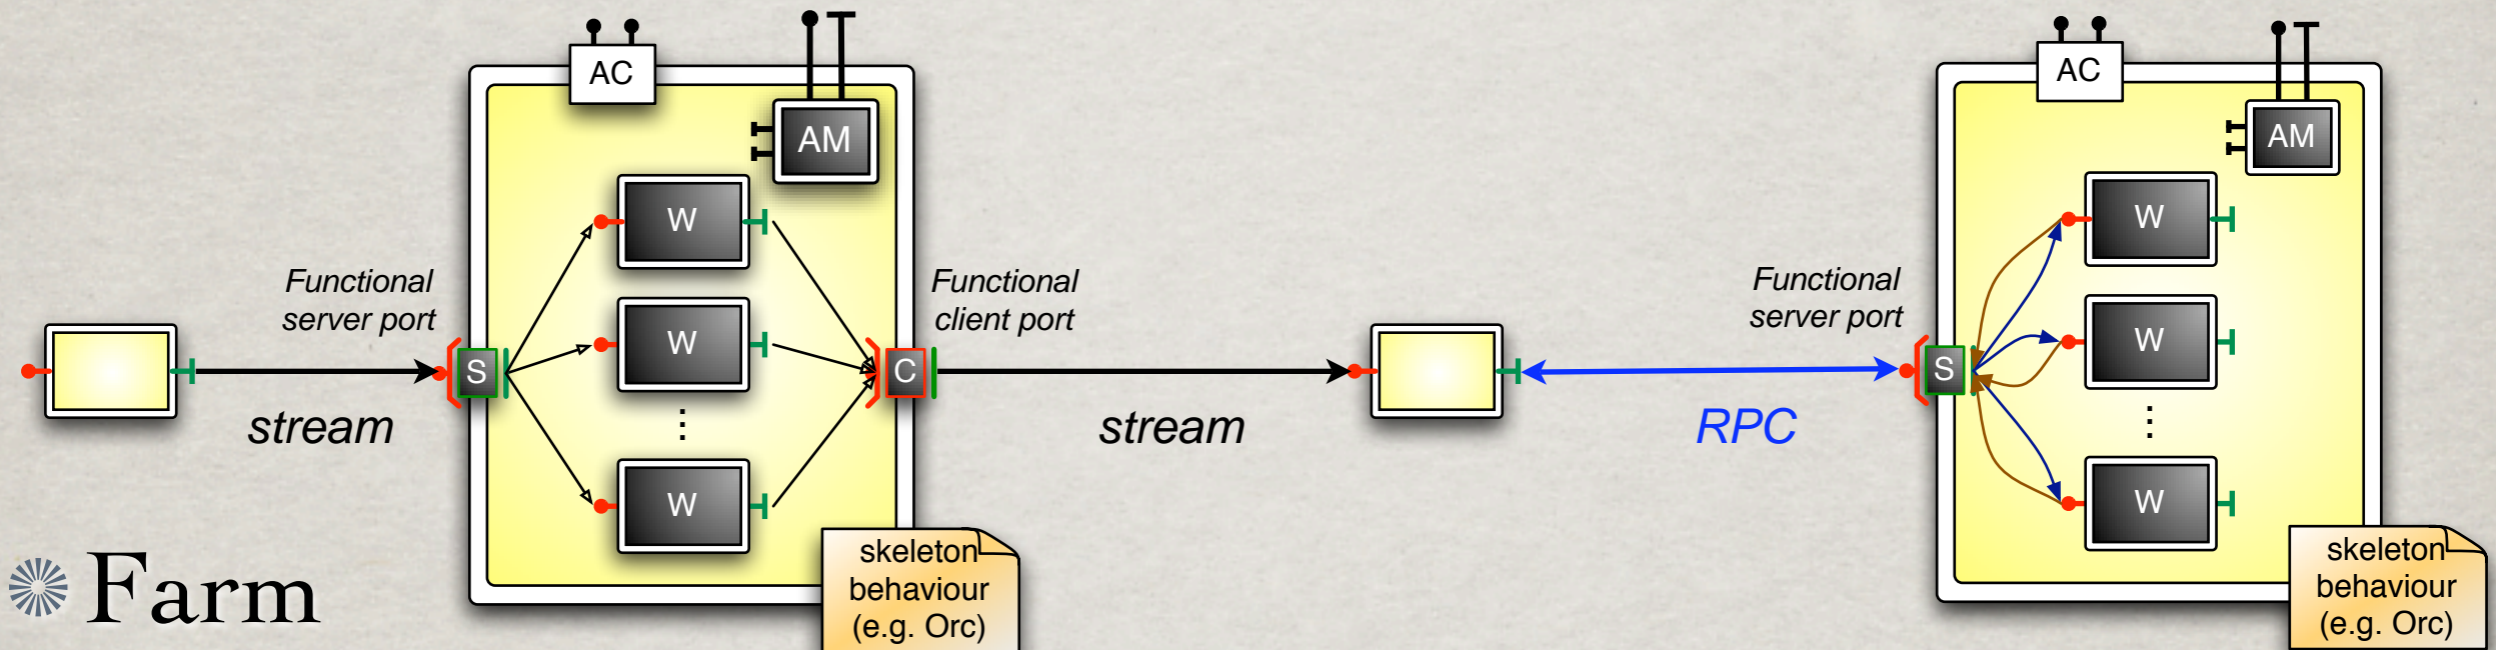 AC
AM
W
W
⋮
W
Functional
server port
S
stream
Functional
client port
C
stream
skeleton
behaviour
(e.g. Orc)
RPC
Functional
server port
S
AC
AM
W
W
⋮
W
skeleton
behaviour
(e.g. Orc)
Farm